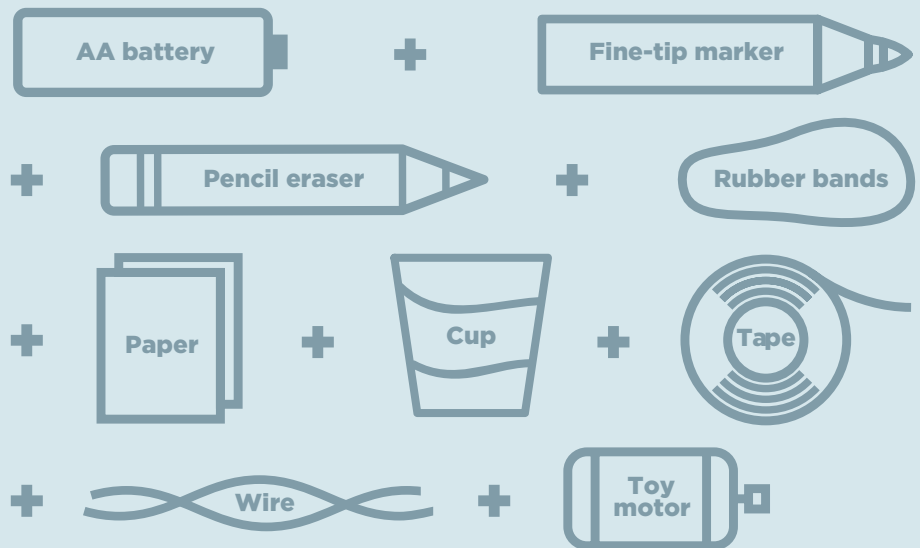 AA battery
Fine-tip marker
Pencil eraser
Rubber bands
Paper
Cup
Tape
Wire
Toy
motor